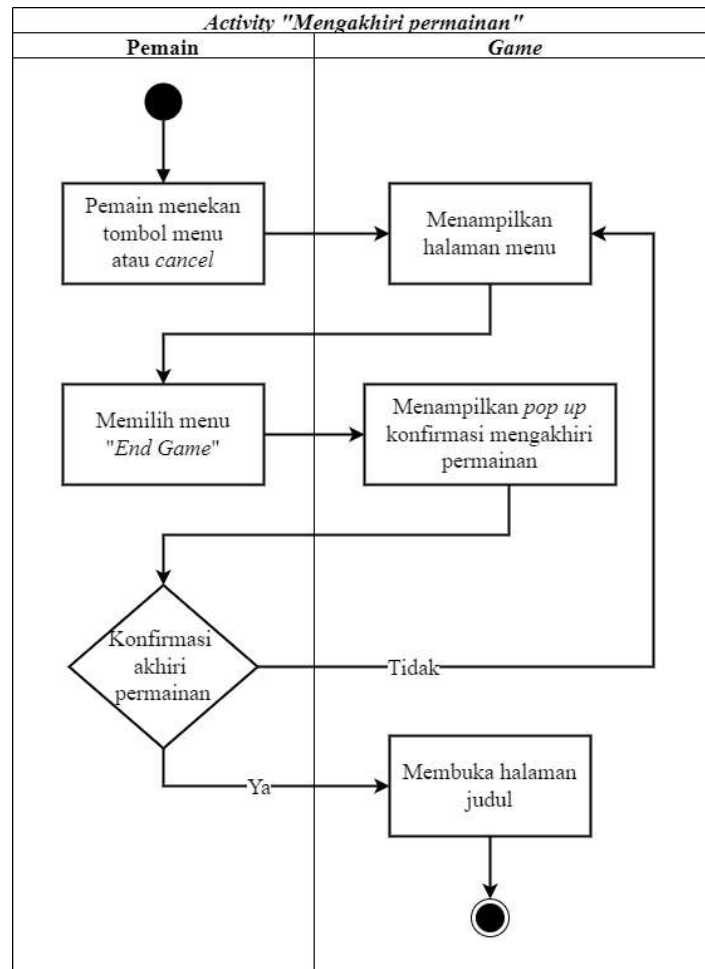 Activity "Mengakhiri permainan"
Pemain
Game
Pemain menekan
tombol menu
atau cancel
Menampilkan
halaman menu
Memilih menu
"End Game"
Menampilkan pop up
konfirmasi mengakhiri
permainan
Konfirmasi
akhiri
permainan
Tidak
Ya
Membuka halaman
judul